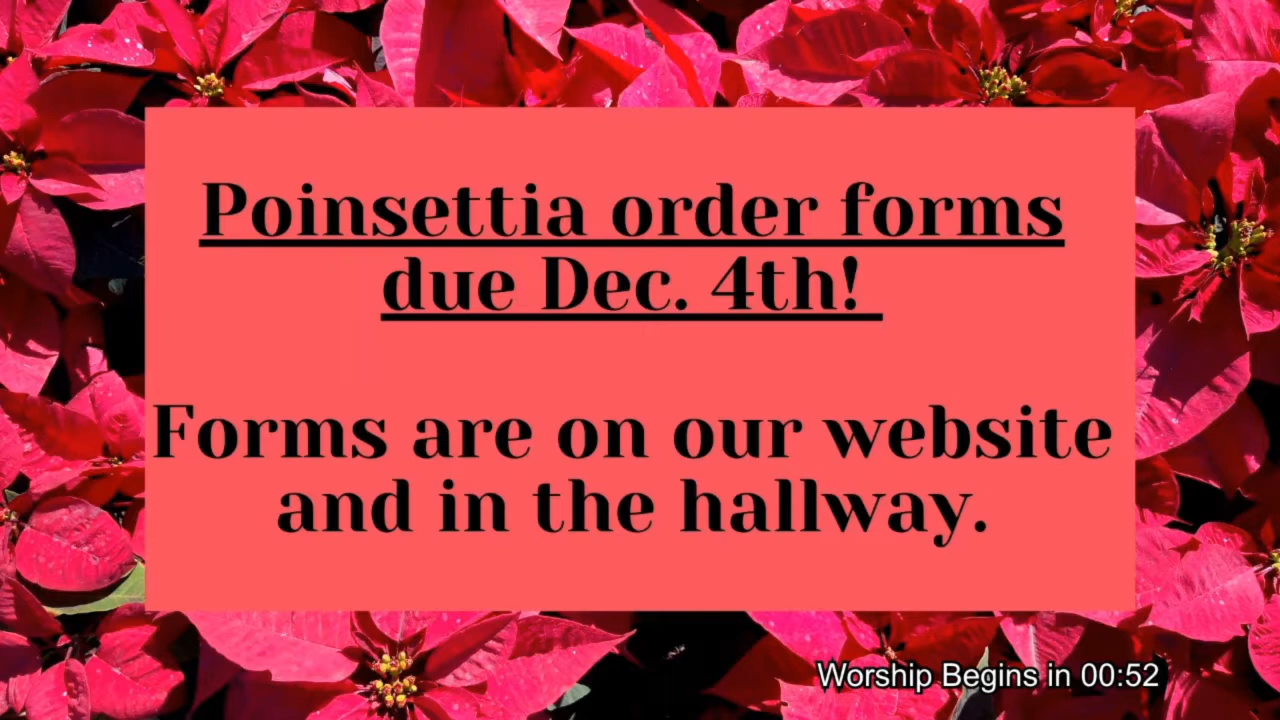 Poinsettia order forms
due Dec. 4th!
Forms are on our website
and in the hallway.
Worship Begins in 00:52